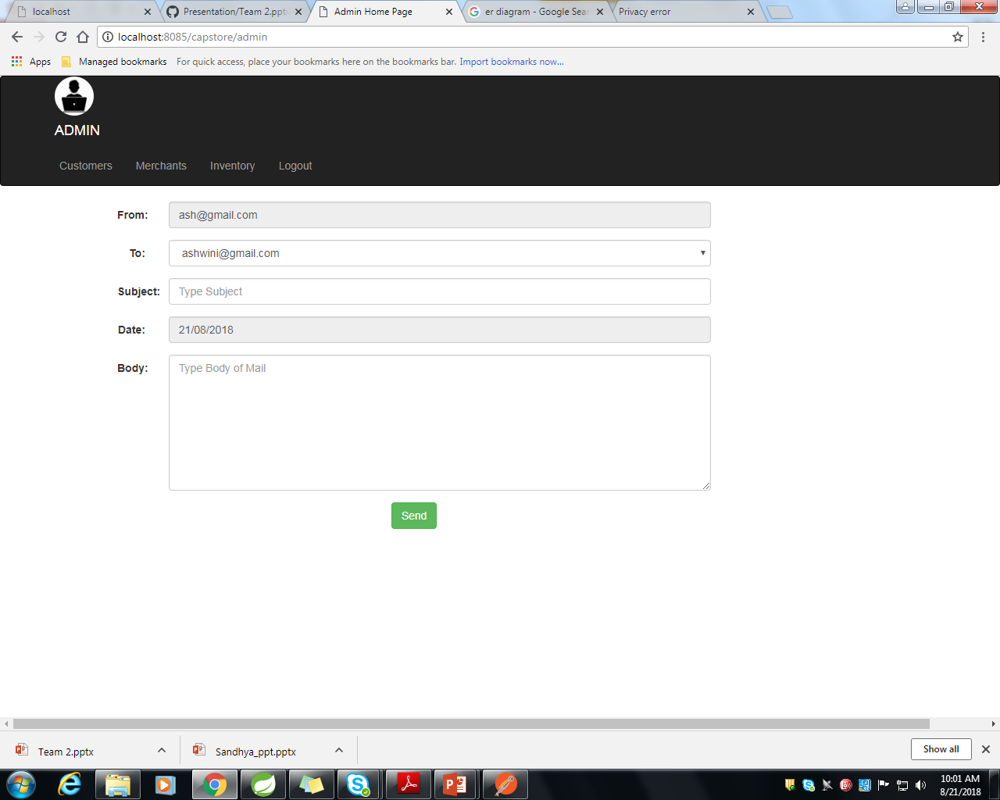 localhost
Presentation/Team 2.pptx
Admin Home Page
er diagram - Google Sear
Privacy error
localhost:8085/capstore/admin
Apps
Managed bookmarks
For quick access, place your bookmarks here on the bookmarks bar. Import bookmarks now...
ADMIN
Customers Merchants Inventory Logout
From: ash@gmail.com
To: ashwini@gmail.com
Subject: Type Subject
Date: 21/08/2018
Body: Type Body of Mail
Send
Team 2.pptx
Sandhya_ppt.pptx
Show all
10:01 AM
8/21/2018